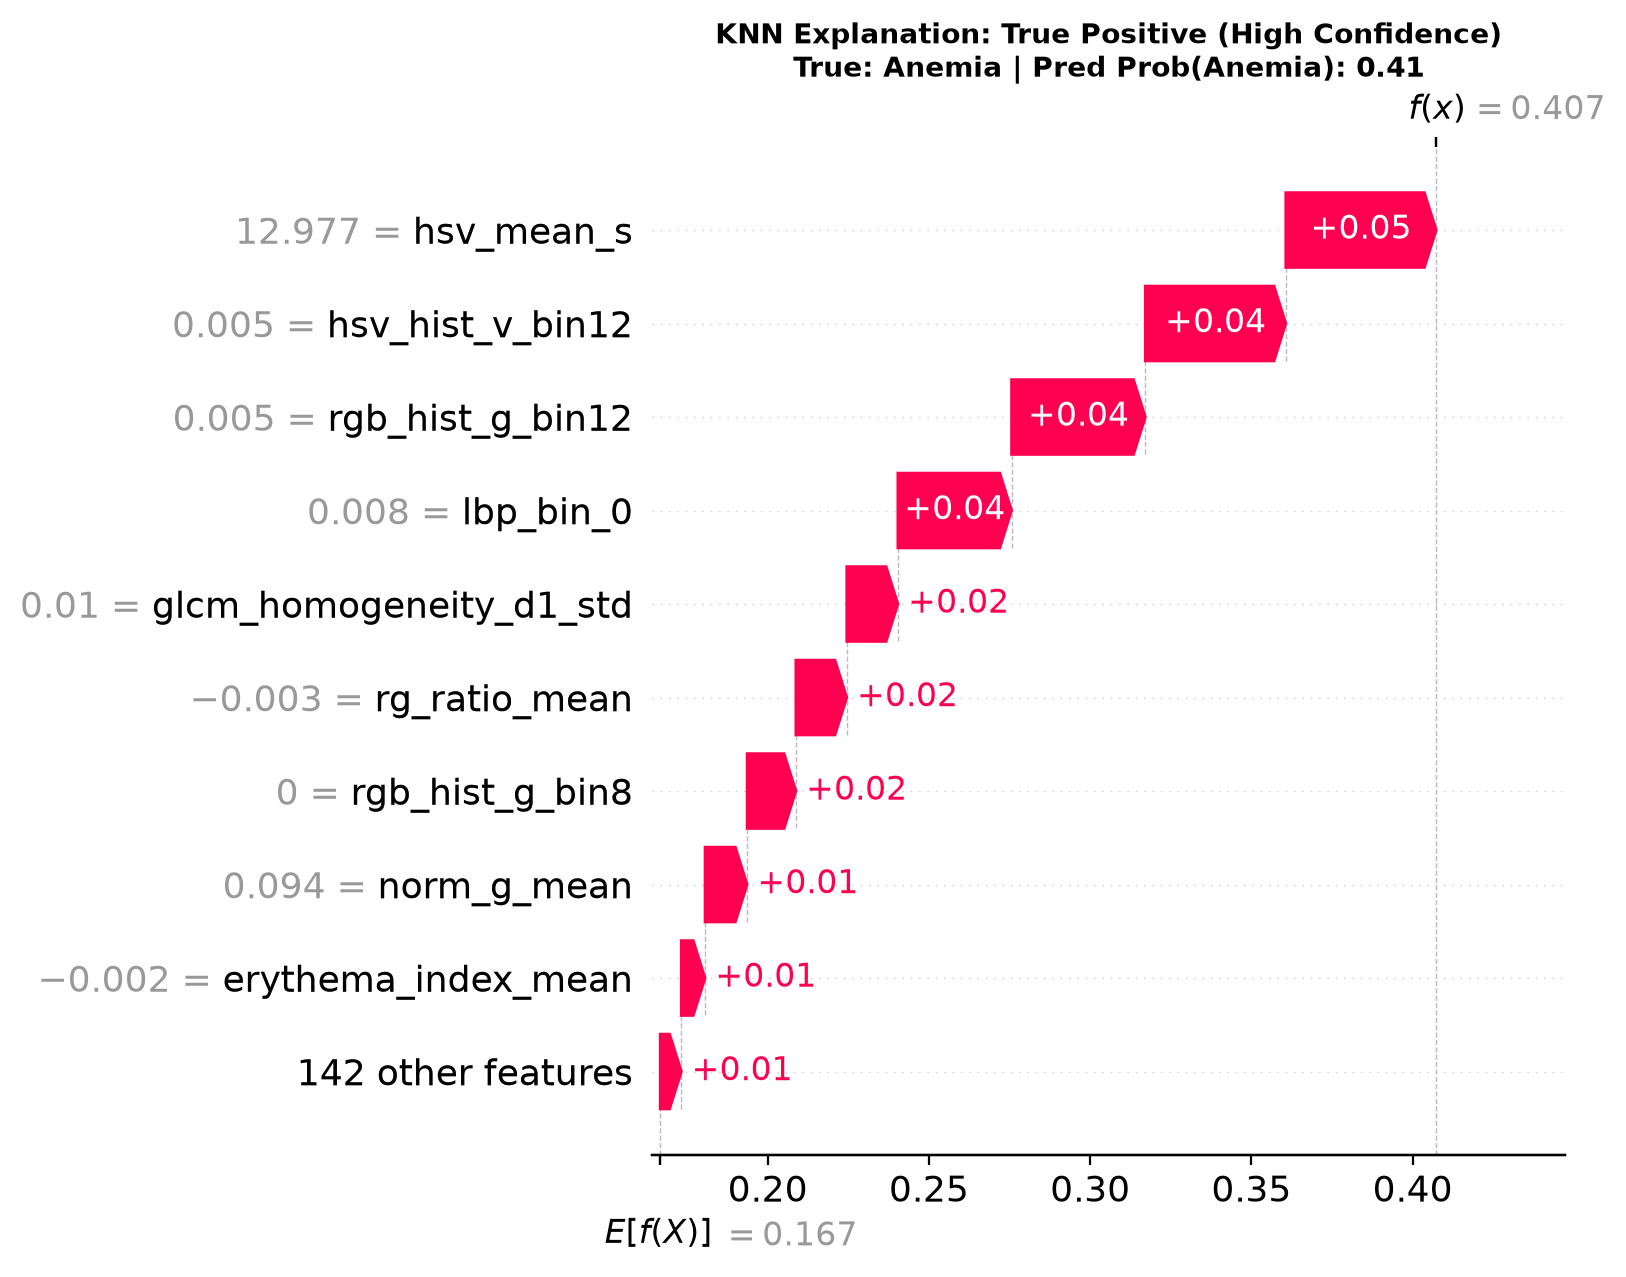 KNN Explanation: True Positive (High Confidence)
True: Anemia | Pred Prob(Anemia): 0.41
f(x) = 0.407
12.977 = hsv_mean_s
+0.05
0.005 = hsv_hist_v_bin12
+0.04
0.005 = rgb_hist_g_bin12
+0.04
0.008 = lbp_bin_0
+0.04
0.01 = glcm_homogeneity_d1_std
+0.02
−0.003 = rg_ratio_mean
+0.02
0 = rgb_hist_g_bin8
+0.02
0.094 = norm_g_mean
+0.01
−0.002 = erythema_index_mean
+0.01
142 other features
+0.01
0.20 0.25 0.30 0.35 0.40
E[f(X)] = 0.167